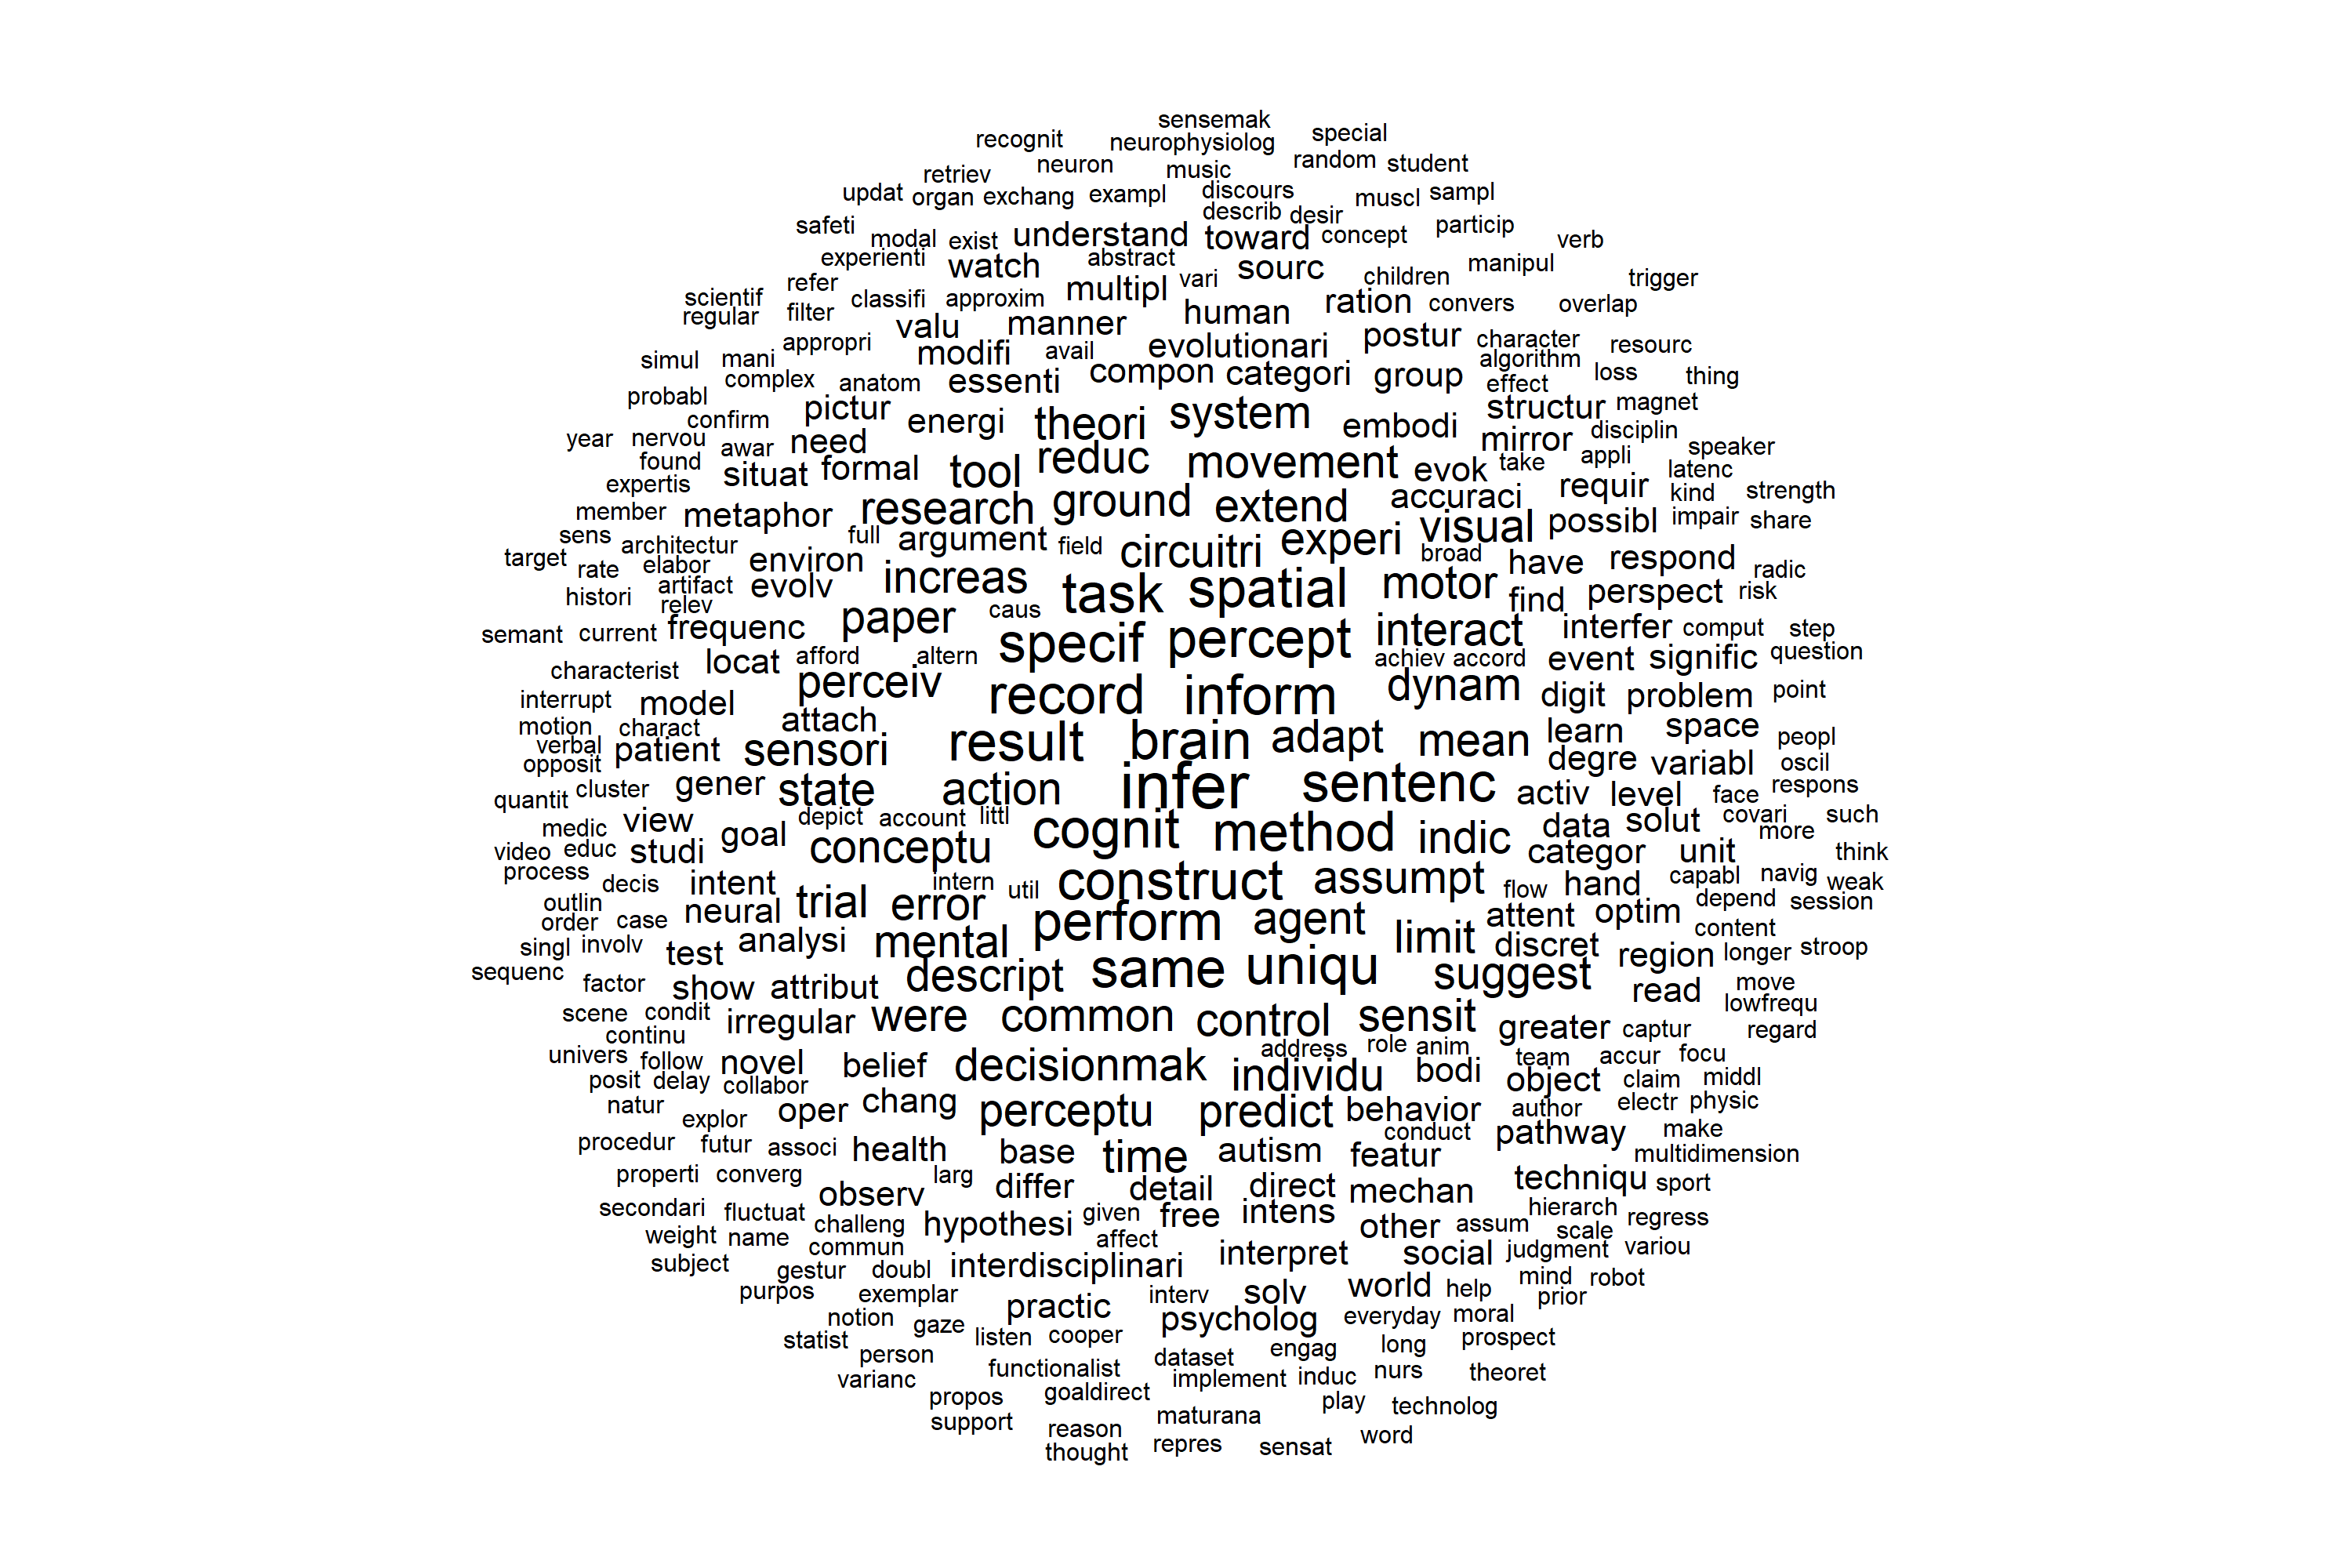 sensemak
recognit neurophysiolog special
retriev neuron music random student
updat organ exchang exampl discours muscl sampl
safeti describ desir particip
modal exist understand toward concept verb
experienti watch abstract sourc children manipul trigger
scientif refer classifi approxim multipl vari human ration convers overlap
regular filter valu manner evolutionari postur character
simul mani appropri modifi avail algorithm resourc
probabl complex anatom essenti compon categori group effect loss thing
confirm pictur energi theori system embodi structur magnet
year nervou awar need reduc movement mirror disciplin speaker
found situat formal tool evok take appli latenc
expertis research ground extend accuraci requir kind strength
member metaphor visual possibl impair share
sens architectur full argument field circuitri experi broad have respond
target rate elabor environ increas task spatial motor radic
histori artifact evolv find perspect risk
relev paper caus
semant current frequenc specif percept interact interfer comput step
characterist locat afford altern achiev accord event signific question
interrupt model perceiv record inform dynam digit problem point
motion charact attach learn space
verbal patient sensori result brain adapt mean peopl
opposit degre variabl oscil
quantit cluster gener state action infer sentenc activ level face respons
medic view goal depict account littl cognit method indic data solut covari such
video educ studi conceptu categor unit more think
process decis intent intern util construct assumpt flow hand capabl navig weak
outlin neural trial error perform agent attent optim depend session
order case mental limit content
singl involv test analysi discret region longer stroop
sequenc factor show attribut descript same uniqu suggest read move
scene condit irregular were common control sensit greater captur lowfrequ
continu regard
univers follow novel belief decisionmak address role anim team accur focu
posit delay collabor individu bodi object claim middl
natur oper chang perceptu predict behavior author electr physic
explor conduct pathway make
procedur futur associ health base time autism featur multidimension
properti converg larg differ detail direct mechan techniqu sport
secondari fluctuat observ given free intens hierarch regress
weight name challeng hypothesi affect other assum scale
subject commun interdisciplinari interpret social judgment variou
gestur doubl mind robot
purpos exemplar practic interv solv world help prior
notion gaze psycholog everyday moral
statist listen cooper long prospect
person functionalist dataset engag
varianc implement induc nurs theoret
propos goaldirect play technolog
support maturana
reason word
thought repres sensat